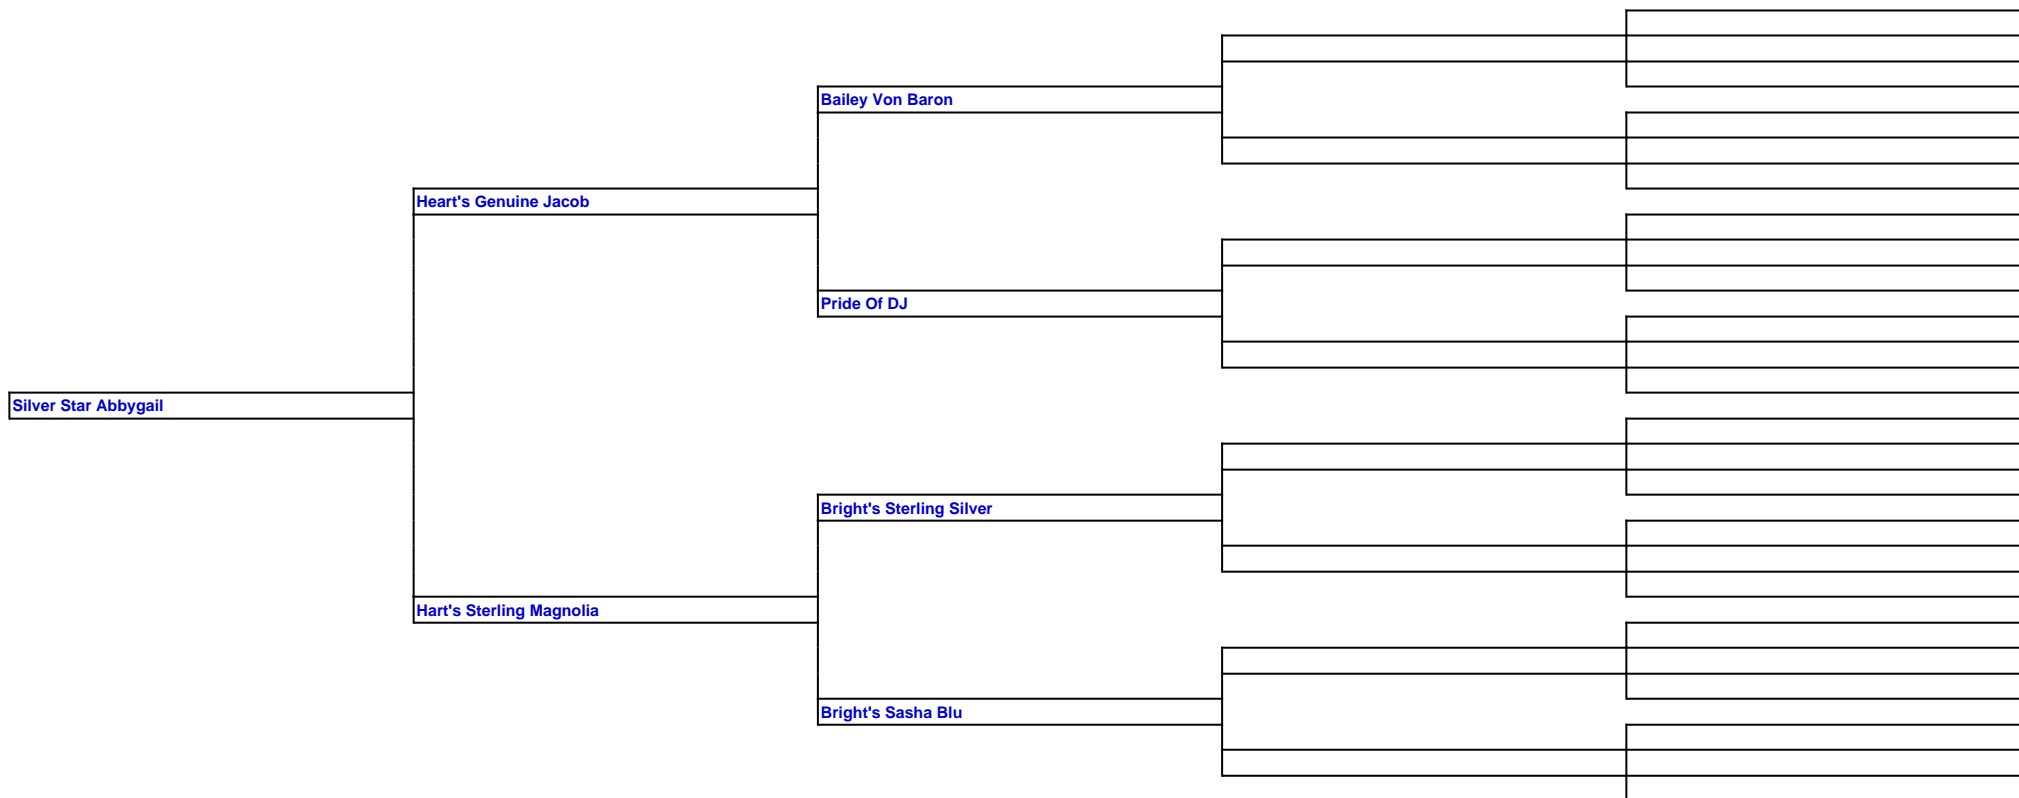 Bailey Von Baron
Heart's Genuine Jacob
Pride Of DJ
Silver Star Abbygail
Bright's Sterling Silver
Hart's Sterling Magnolia
Bright's Sasha Blu